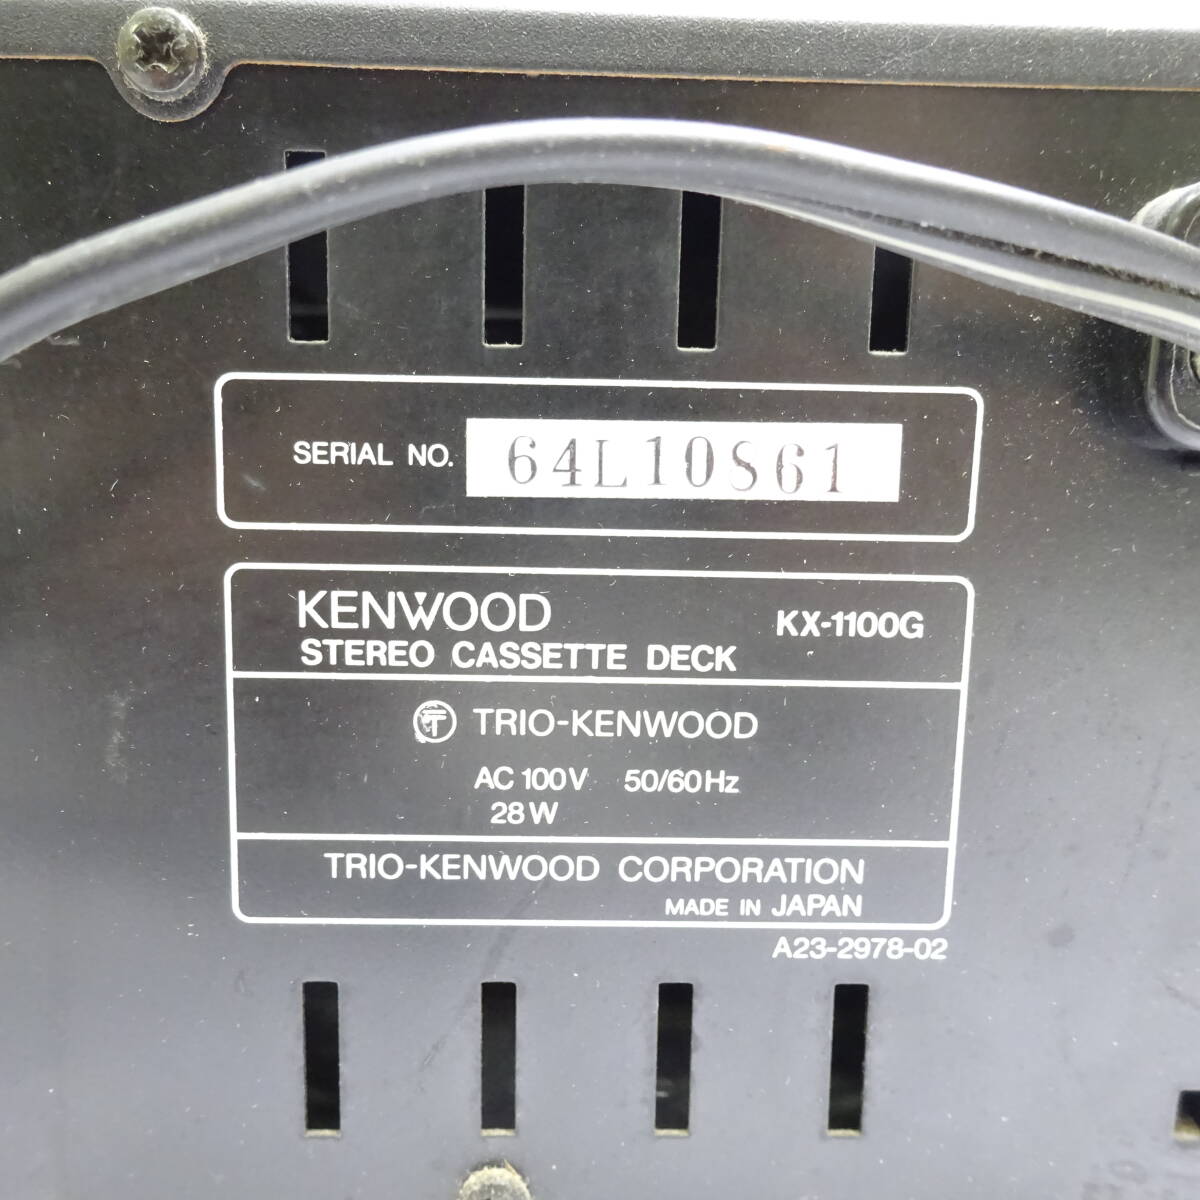 SERIAL NO. 64L10861
KENWOOD KX-1100G
STEREO CASSETTE DECK
TRIO-KENWOOD
AC 100V 50/60Hz
28W
TRIO-KENWOOD CORPORATION
MADE IN JAPAN
A23-2978-02